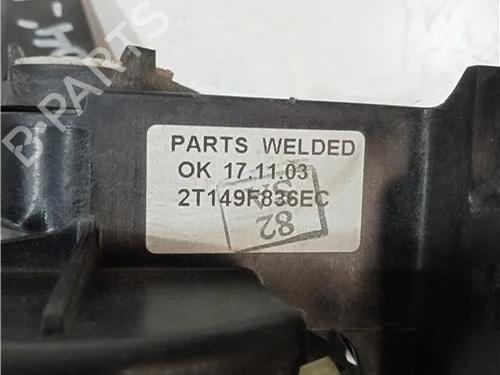 B-PARTS
PARTS WELDED
OK 17.11.03
2T149F836EC
82